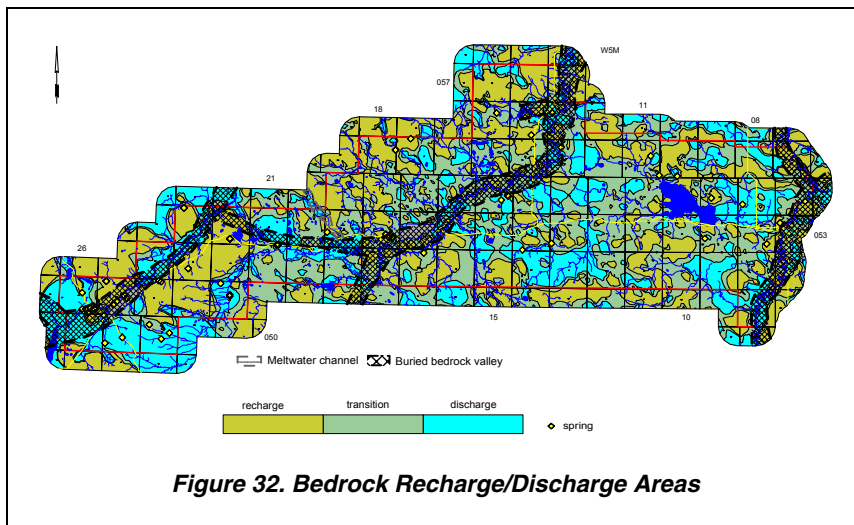 W5M
057
11
18
08
21
053
26
15
10
050
Meltwater channel
Buried bedrock valley
recharge
transition
discharge
spring
Figure 32. Bedrock Recharge/Discharge Areas